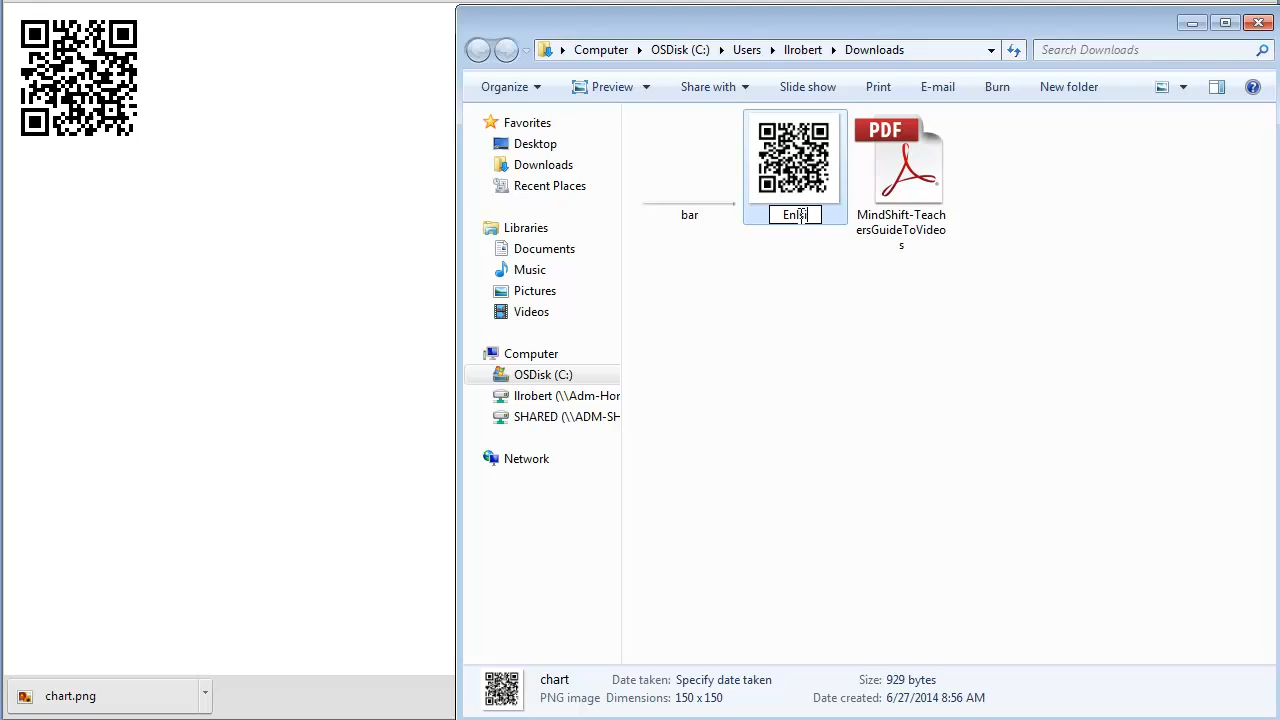 Computer
OSDisk (C:)
Users
llrobert
Downloads
Search Downloads
Organize
Preview
Share with
Slide show
Print
E-mail
Burn
New folder
Favorites
Desktop
Downloads
Recent Places
Libraries
Documents
Music
Pictures
Videos
Computer
OSDisk (C:)
llrobert (\\Adm-Hor
SHARED (\\ADM-SH
Network
bar
PDF
MindShift-Teach
ersGuideToVideo
s
chart.png
chart
Date taken: Specify date taken
Size: 929 bytes
PNG image
Dimensions: 150 x 150
Date created: 6/27/2014 8:56 AM